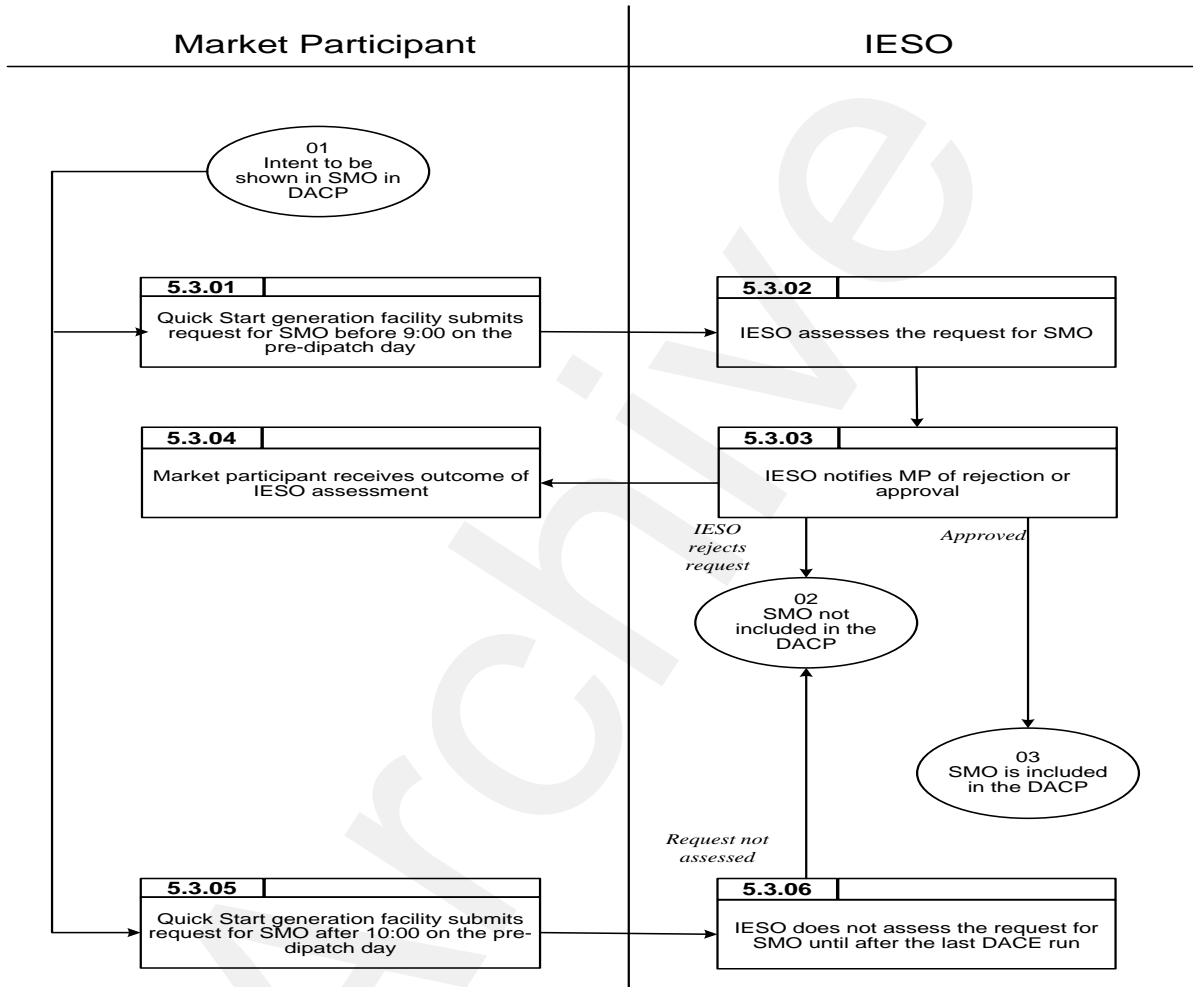 Market Participant
IESO
01
Intent to be
shown in SMO in
DACP
5.3.01
Quick Start generation facility submits
request for SMO before 9:00 on the
pre-dipatch day
5.3.02
IESO assesses the request for SMO
5.3.04
Market participant receives outcome of
IESO assessment
5.3.03
IESO notifies MP of rejection or
approval
IESO
rejects
request
Approved
02
SMO not
included in the
DACP
03
SMO is included
in the DACP
Request not
assessed
5.3.05
Quick Start generation facility submits
request for SMO after 10:00 on the pre-
dipatch day
5.3.06
IESO does not assess the request for
SMO until after the last DACE run
Archive